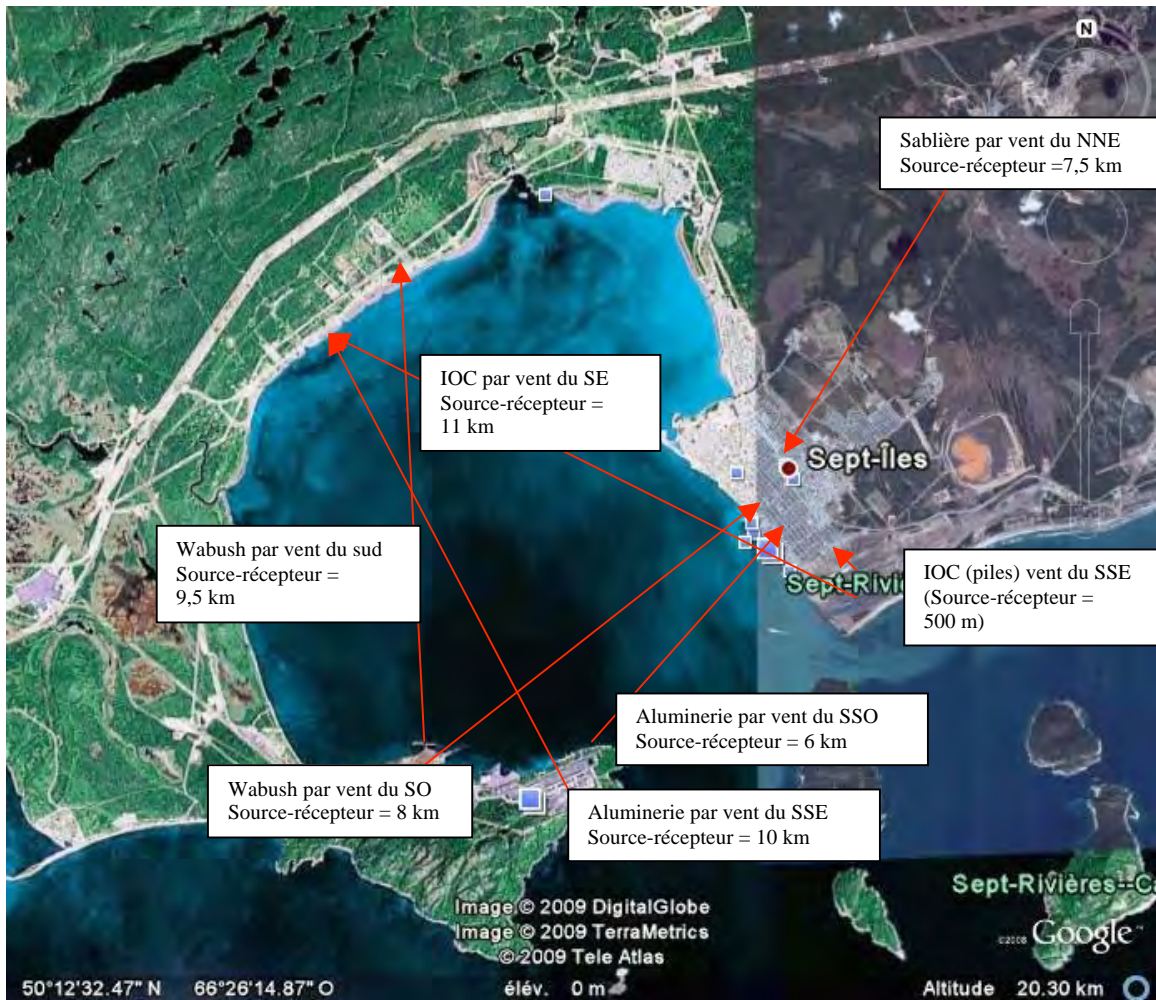 N
Sablière par vent du NNE
Source-récepteur =7,5 km
IOC par vent du SE
Source-récepteur =
11 km
Sept-Îles
Wabush par vent du sud
Source-récepteur =
9,5 km
Sept-Riviè
IOC (piles) vent du SSE
(Source-récepteur =
500 m)
Aluminerie par vent du SSO
Source-récepteur = 6 km
Wabush par vent du SO
Source-récepteur = 8 km
Aluminerie par vent du SSE
Source-récepteur = 10 km
Sept-Rivières--Ca
Image © 2009 DigitalGlobe
Image © 2009 TerraMetrics
© 2009 Tele Atlas
©2008 Google™
50°12'32.47" N 66°26'14.87" O élév. 0 m Altitude 20.30 km